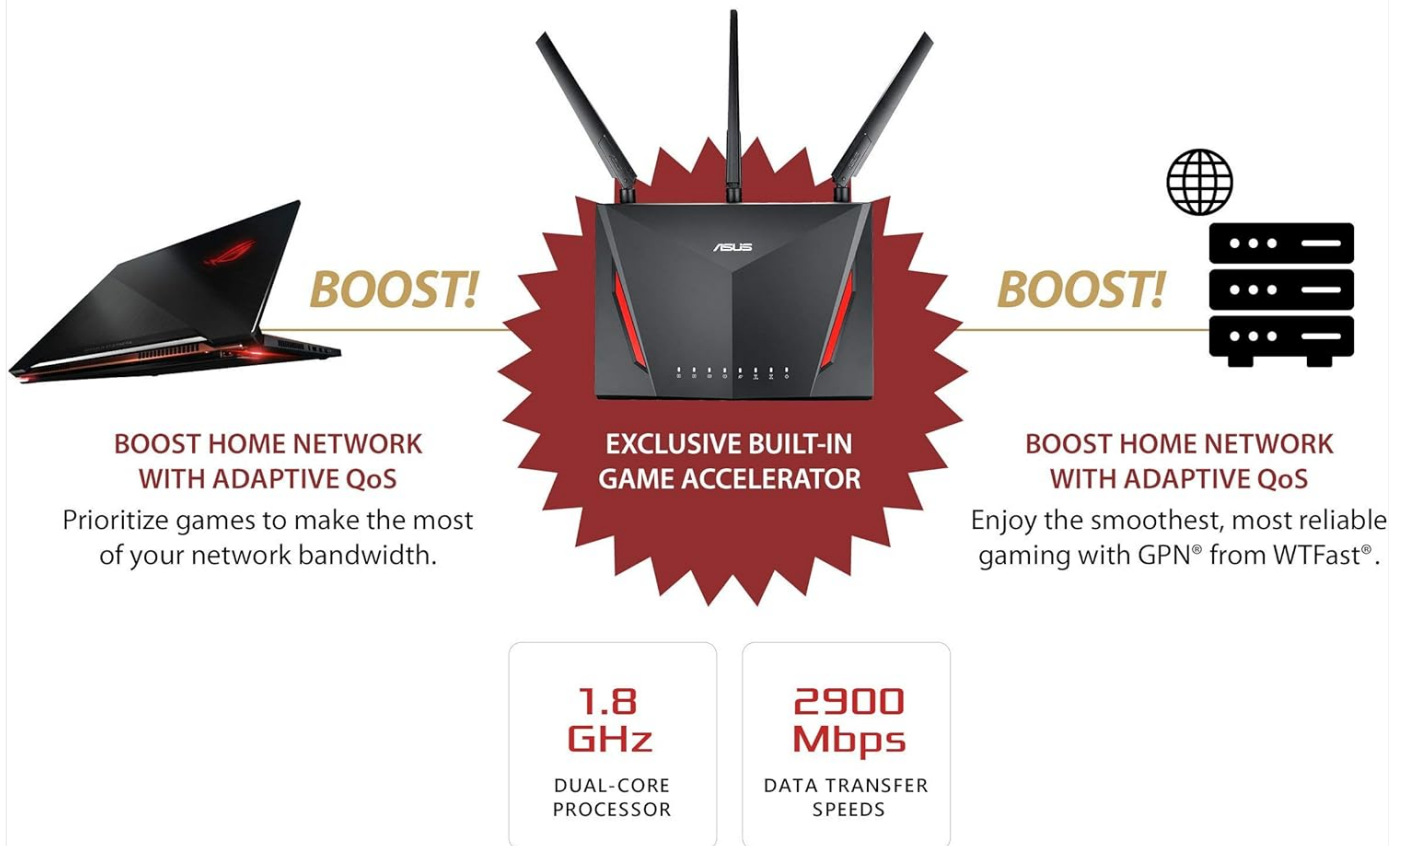 ASUS
BOOST!
BOOST!
BOOST HOME NETWORK
WITH ADAPTIVE QoS
Prioritize games to make the most
of your network bandwidth.
EXCLUSIVE BUILT-IN
GAME ACCELERATOR
BOOST HOME NETWORK
WITH ADAPTIVE QoS
Enjoy the smoothest, most reliable
gaming with GPN® from WTFast®.
1.8
GHz
DUAL-CORE
PROCESSOR
2900
Mbps
DATA TRANSFER
SPEEDS